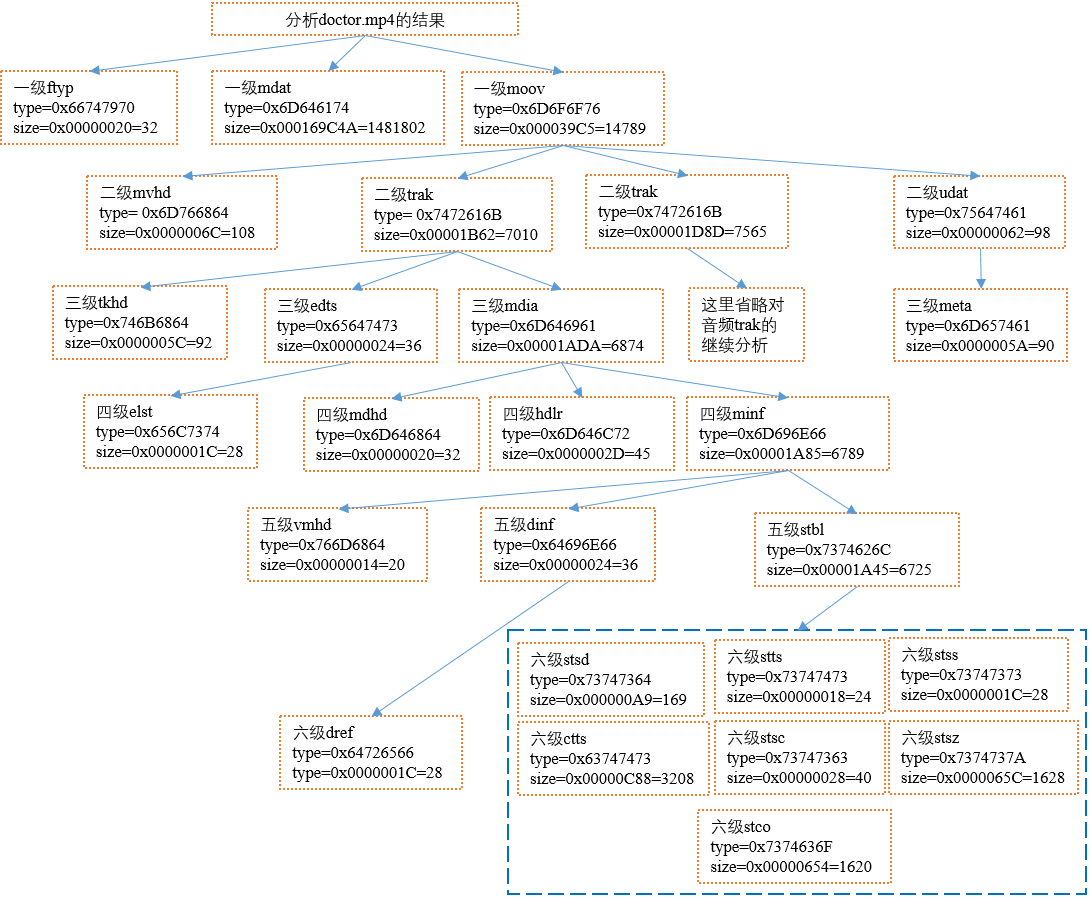 分析doctor.mp4的结果
一级ftyp
type=0x66747970
size=0x00000020=32
一级mdat
type=0x6D646174
size=0x000169C4A=1481802
一级moov
type=0x6D6F6F76
size=0x000039C5=14789
二级mvhd
type= 0x6D766864
size=0x0000006C=108
二级trak
type= 0x7472616B
size=0x00001B62=7010
二级trak
type=0x7472616B
size=0x00001D8D=7565
二级udat
type=0x75647461
size=0x00000062=98
三级tkhd
type=0x746B6864
size=0x0000005C=92
三级edts
type=0x65647473
size=0x00000024=36
三级mdia
type=0x6D646961
size=0x00001ADA=6874
这里省略对
音频trak的
继续分析
三级meta
type=0x6D657461
size=0x0000005A=90
四级elst
type=0x656C7374
size=0x0000001C=28
四级mdhd
type=0x6D646864
size=0x00000020=32
四级hdlr
type=0x6D646C72
size=0x0000002D=45
四级minf
type=0x6D696E66
size=0x00001A85=6789
五级vmhd
type=0x766D6864
size=0x00000014=20
五级dinf
type=0x64696E66
size=0x00000024=36
五级stbl
type=0x7374626C
size=0x00001A45=6725
六级dref
type=0x64726566
type=0x0000001C=28
六级stsd
type=0x73747364
size=0x000000A9=169
六级stts
type=0x73747473
size=0x00000018=24
六级stss
type=0x73747373
size=0x0000001C=28
六级ctts
type=0x63747473
size=0x00000C88=3208
六级stsc
type=0x73747363
size=0x00000028=40
六级stsz
type=0x7374737A
size=0x0000065C=1628
六级stco
type=0x7374636F
size=0x00000654=1620